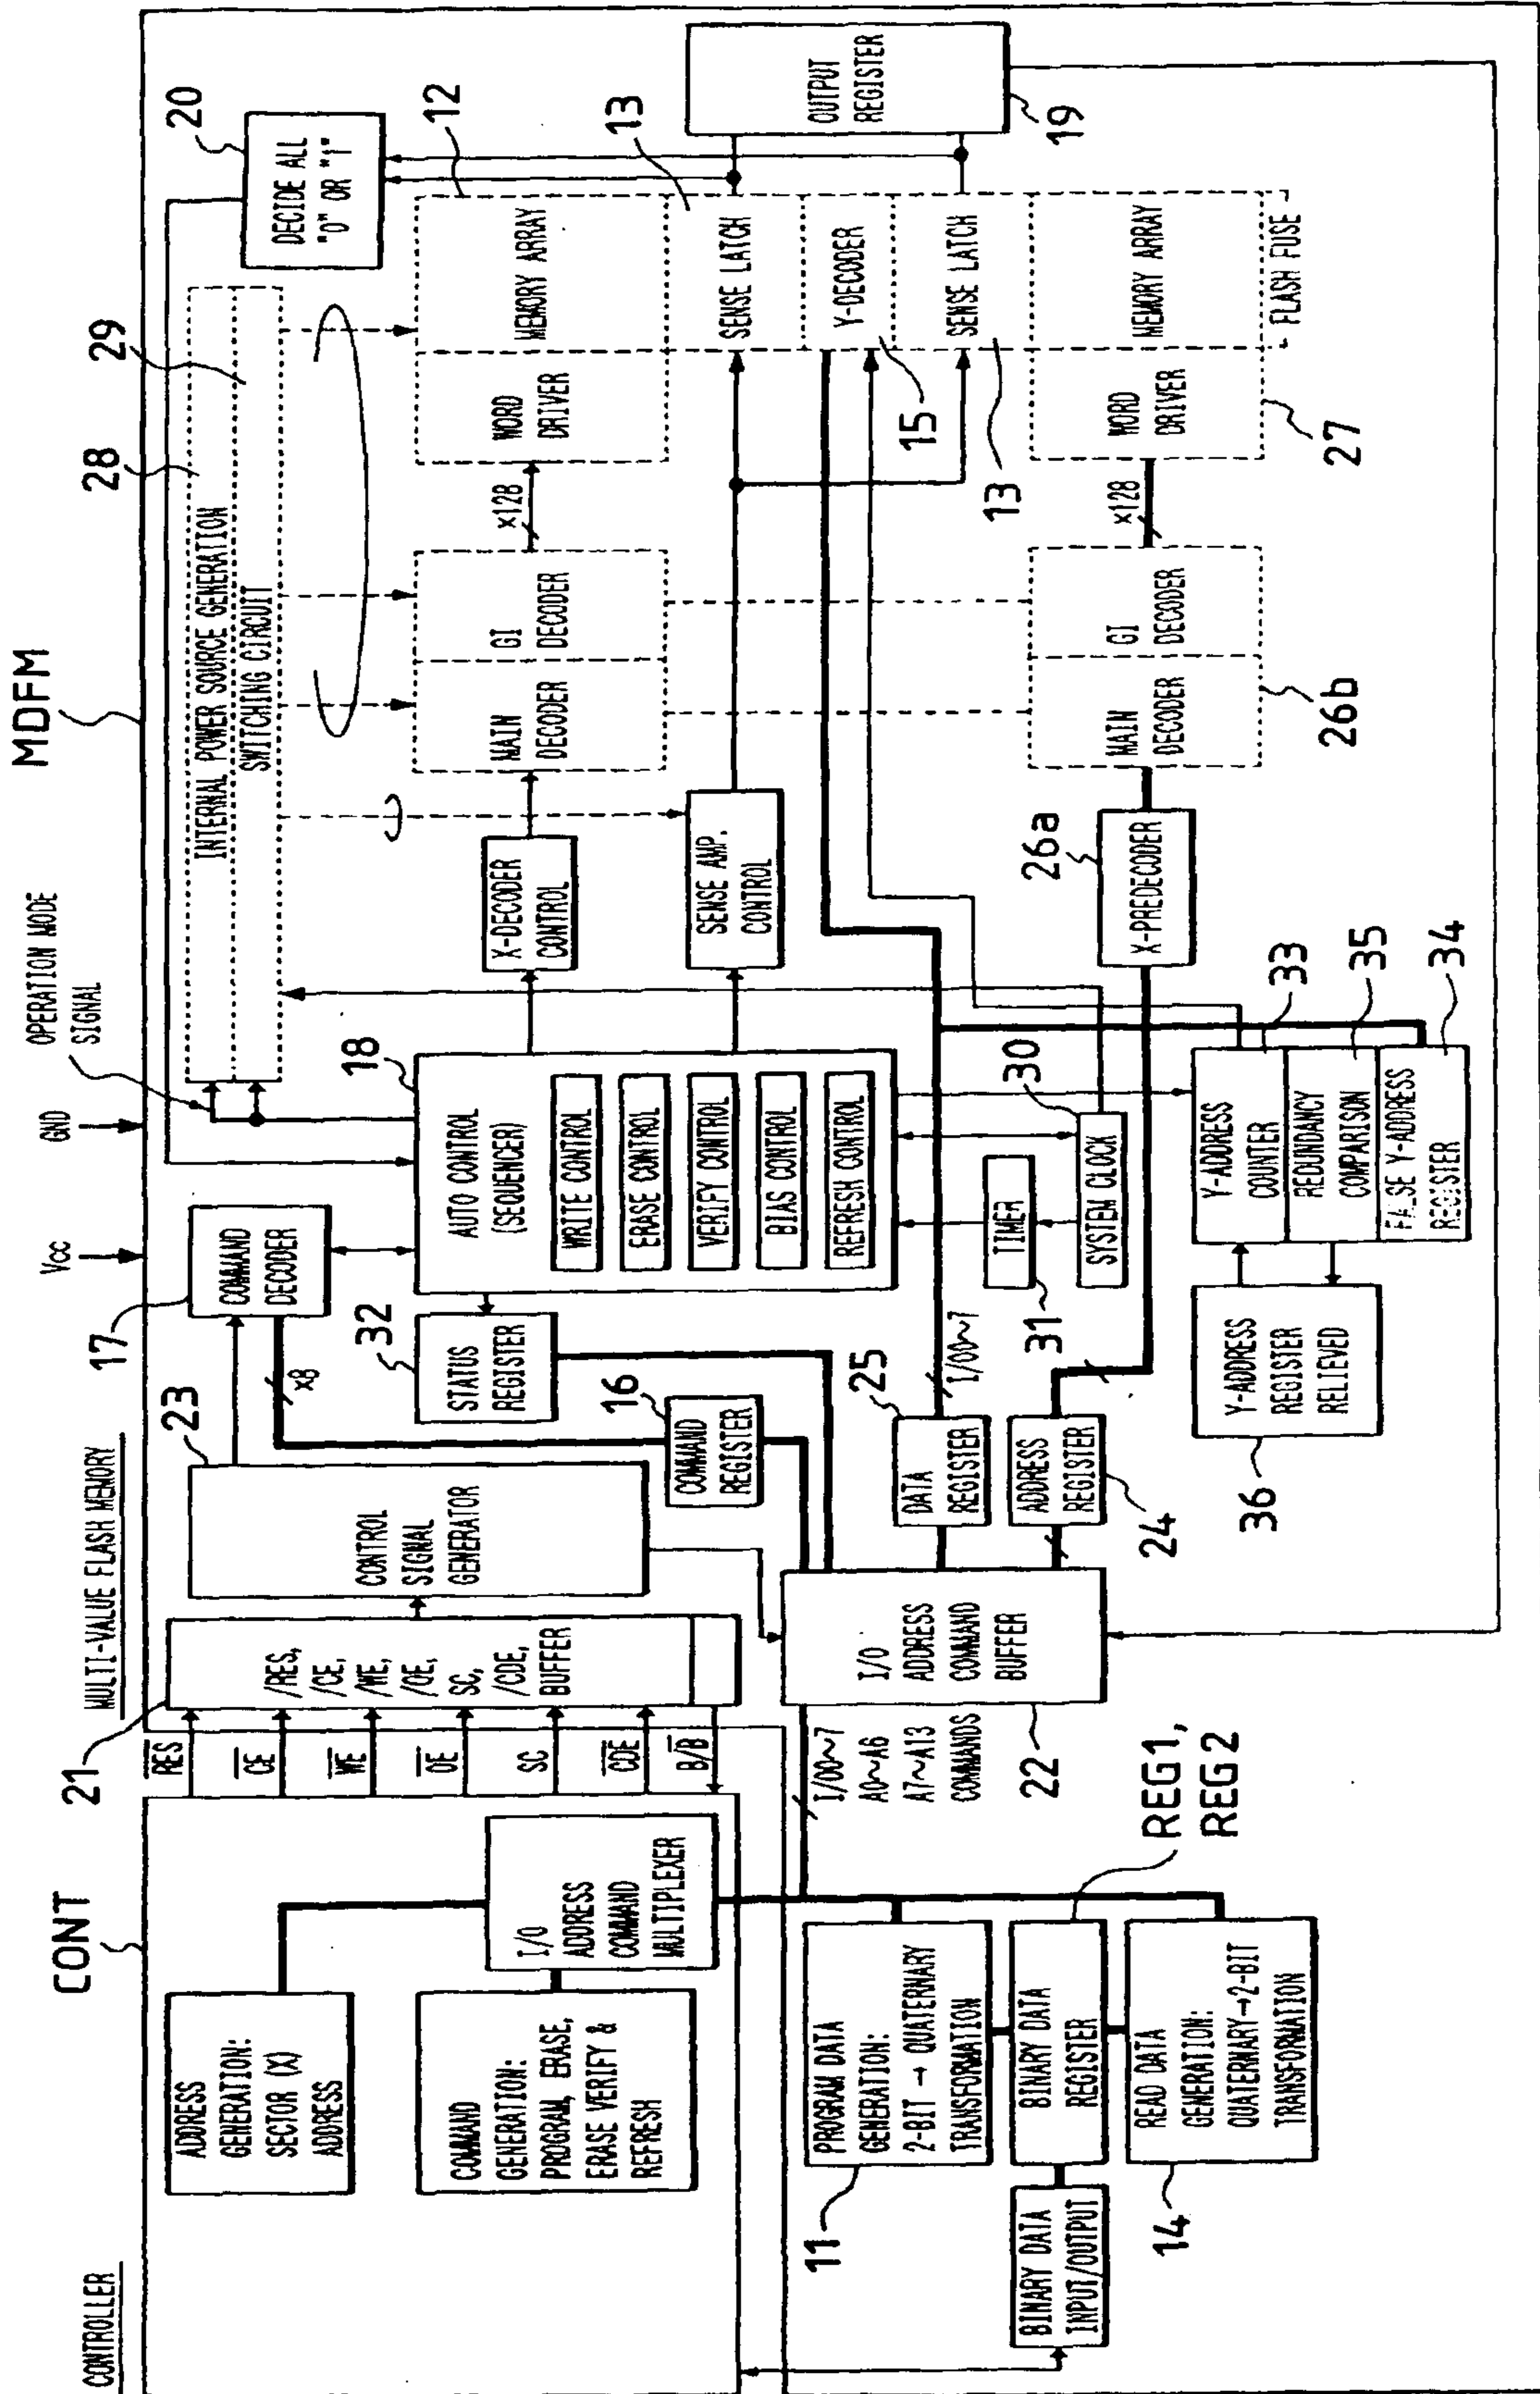 CONTROLLER
CONT
MULTI-VALUE FLASH MEMORY
MDFM
Vcc
GND
OPERATION MODE
SIGNAL
ADDRESS
GENERATION:
SECTOR (X)
ADDRESS
COMMAND
GENERATION:
PROGRAM, ERASE,
ERASE VERIFY &
REFRESH
I/O
ADDRESS
COMMAND
MULTIPLEXER
RES
CE
WE
OE
SC
CDE
B/B
21
/RES,
/CE,
/WE,
/OE,
SC,
/CDE,
BUFFER
23
CONTROL
SIGNAL
GENERATOR
17
COMMAND
DECODER
×8
32
STATUS
REGISTER
16
COMMAND
REGISTER
18
AUTO CONTROL
(SEQUENCER)
WRITE CONTROL
ERASE CONTROL
VERIFY CONTROL
BIAS CONTROL
REFRESH CONTROL
28
29
INTERNAL POWER SOURCE GENERATION
SWITCHING CIRCUIT
20
DECIDE ALL
"0" OR "1"
X-DECODER
CONTROL
SENSE AMP.
CONTROL
MAIN
DECODER
GI
DECODER
×128
WORD
DRIVER
MEMORY ARRAY
12
SENSE LATCH
13
Y-DECODER
15
SENSE LATCH
13
MEMORY ARRAY
FLASH FUSE
OUTPUT
REGISTER
19
11
PROGRAM DATA
GENERATION:
2-BIT → QUATERNARY
TRANSFORMATION
BINARY DATA
INPUT/OUTPUT
BINARY DATA
REGISTER
REG1,
REG2
READ DATA
GENERATION:
QUATERNARY→2-BIT
TRANSFORMATION
14
I/O0~7
A0~A6
A7~A13
COMMANDS
22
I/O
ADDRESS
COMMAND
BUFFER
25
DATA
REGISTER
I/O0~7
ADDRESS
REGISTER
24
TIMER
31
SYSTEM CLOCK
30
X-PREDECODER
26a
MAIN
DECODER
GI
DECODER
26b
×128
WORD
DRIVER
27
Y-ADDRESS
REGISTER
RELIEVED
36
Y-ADDRESS
COUNTER
33
REDUNDANCY
COMPARISON
35
FALSE Y-ADDRESS
REGISTER
34